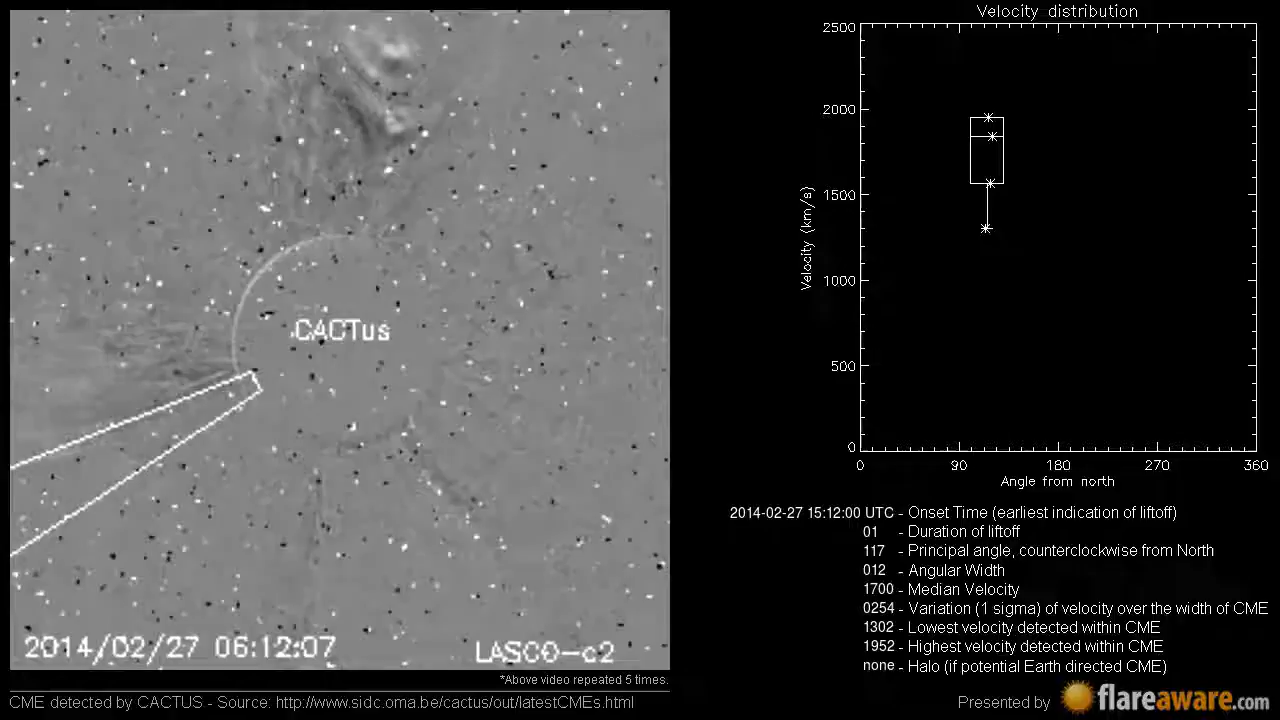 Velocity distribution
2500
2000
1500
1000
500
0
Velocity (km/s)
0 90 180 270 360
Angle from north
CACTus
2014/02/27 06:12:07
LASCO-c2
*Above video repeated 5 times.
2014-02-27 15:12:00 UTC - Onset Time (earliest indication of liftoff)
01 - Duration of liftoff
117 - Principal angle, counterclockwise from North
012 - Angular Width
1700 - Median Velocity
0254 - Variation (1 sigma) of velocity over the width of CME
1302 - Lowest velocity detected within CME
1952 - Highest velocity detected within CME
none - Halo (if potential Earth directed CME)
CME detected by CACTUS - Source: http://www.sidc.oma.be/cactus/out/latestCMEs.html
Presented by flareaware.com